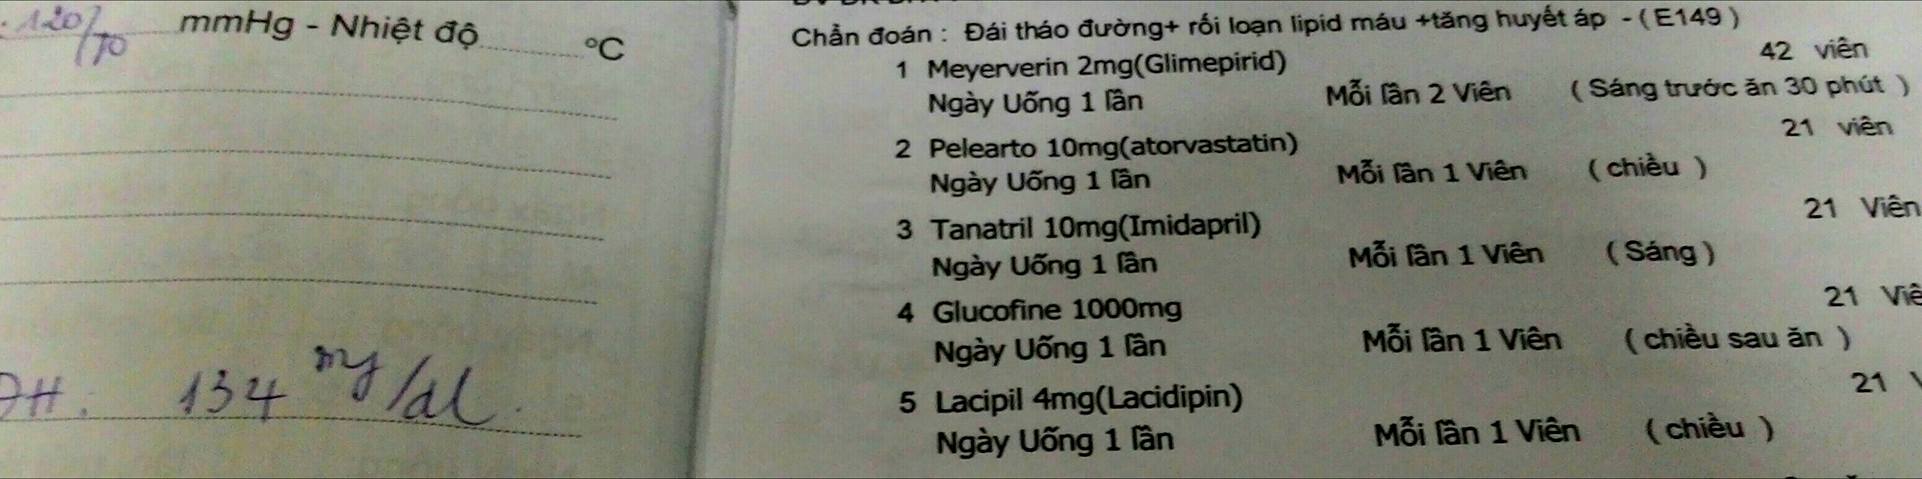 120/70 mmHg - Nhiệt độ °C
ĐH. 134 mg/dl.
Chẩn đoán : Đái tháo đường+ rối loạn lipid máu +tăng huyết áp - ( E149 )
1 Meyerverin 2mg(Glimepirid) 42 viên
Ngày Uống 1 lần Mỗi lần 2 Viên ( Sáng trước ăn 30 phút )
2 Pelearto 10mg(atorvastatin) 21 viên
Ngày Uống 1 lần Mỗi lần 1 Viên ( chiều )
3 Tanatril 10mg(Imidapril) 21 Viên
Ngày Uống 1 lần Mỗi lần 1 Viên ( Sáng )
4 Glucofine 1000mg 21 Viê
Ngày Uống 1 lần Mỗi lần 1 Viên ( chiều sau ăn )
5 Lacipil 4mg(Lacidipin) 21 V
Ngày Uống 1 lần Mỗi lần 1 Viên ( chiều )